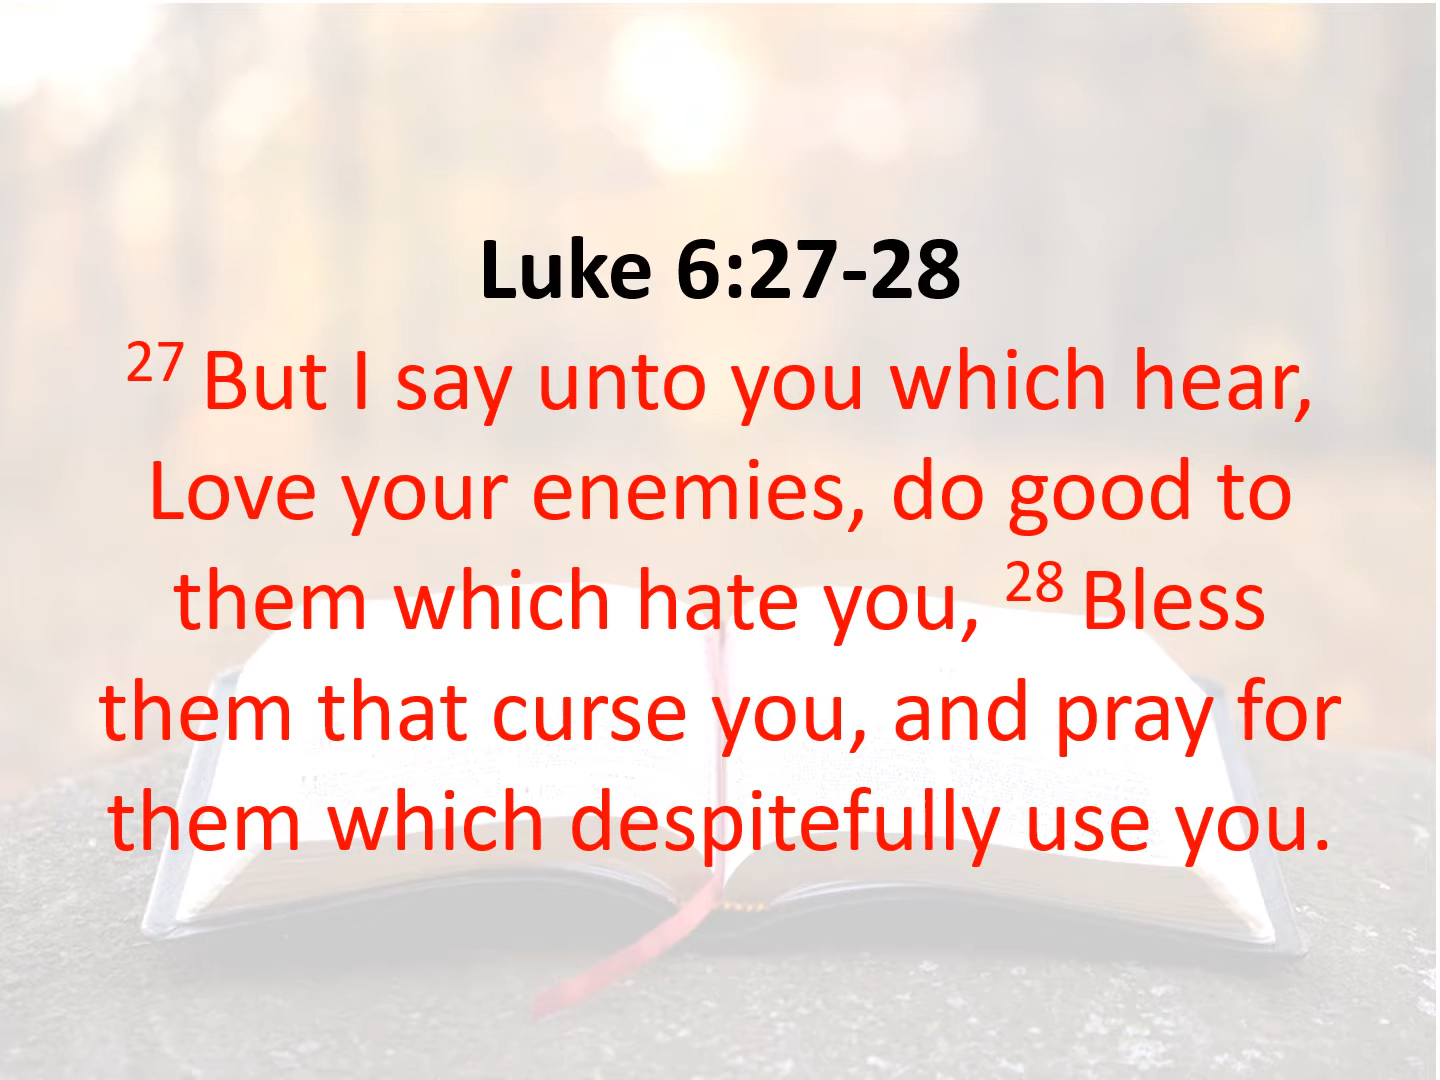 Luke 6:27-28
27 But I say unto you which hear,
Love your enemies, do good to
them which hate you, 28 Bless
them that curse you, and pray for
them which despitefully use you.